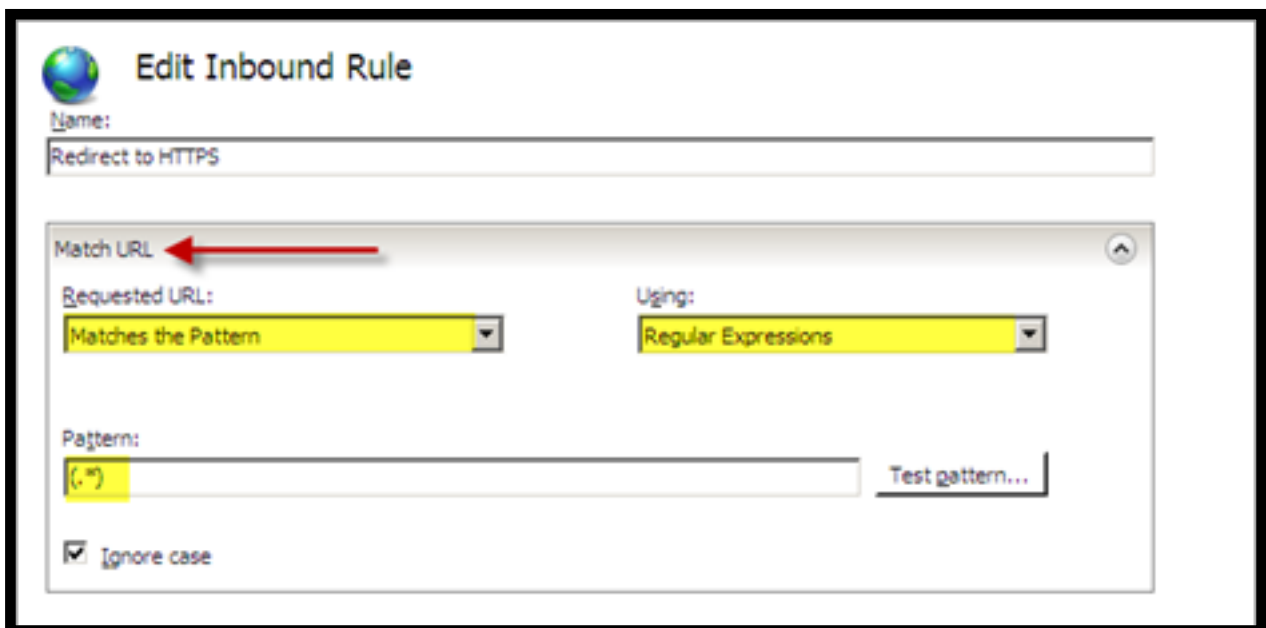 Edit Inbound Rule
Name:
Redirect to HTTPS
Match URL
Requested URL:
Using:
Matches the Pattern
Regular Expressions
Pattern:
(.*)
Test pattern...
Ignore case